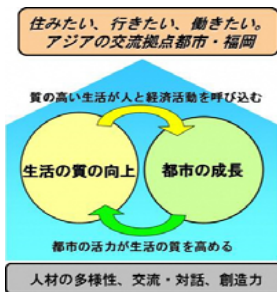 住みたい、行きたい、働きたい。
アジアの交流拠点都市・福岡
質の高い生活が人と経済活動を呼び込む
生活の質の向上
都市の成長
都市の活力が生活の質を高める
人材の多様性、交流・対話、創造力